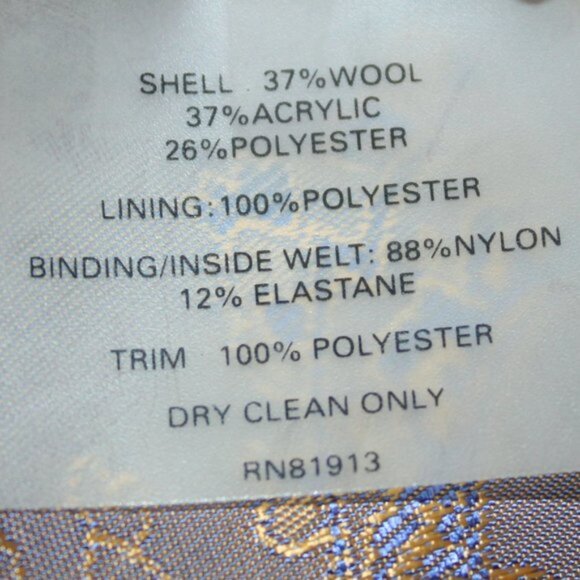 SHELL 37%WOOL
37%ACRYLIC
26%POLYESTER
LINING:100%POLYESTER
BINDING/INSIDE WELT: 88%NYLON
12% ELASTANE
TRIM 100% POLYESTER
DRY CLEAN ONLY
RN81913